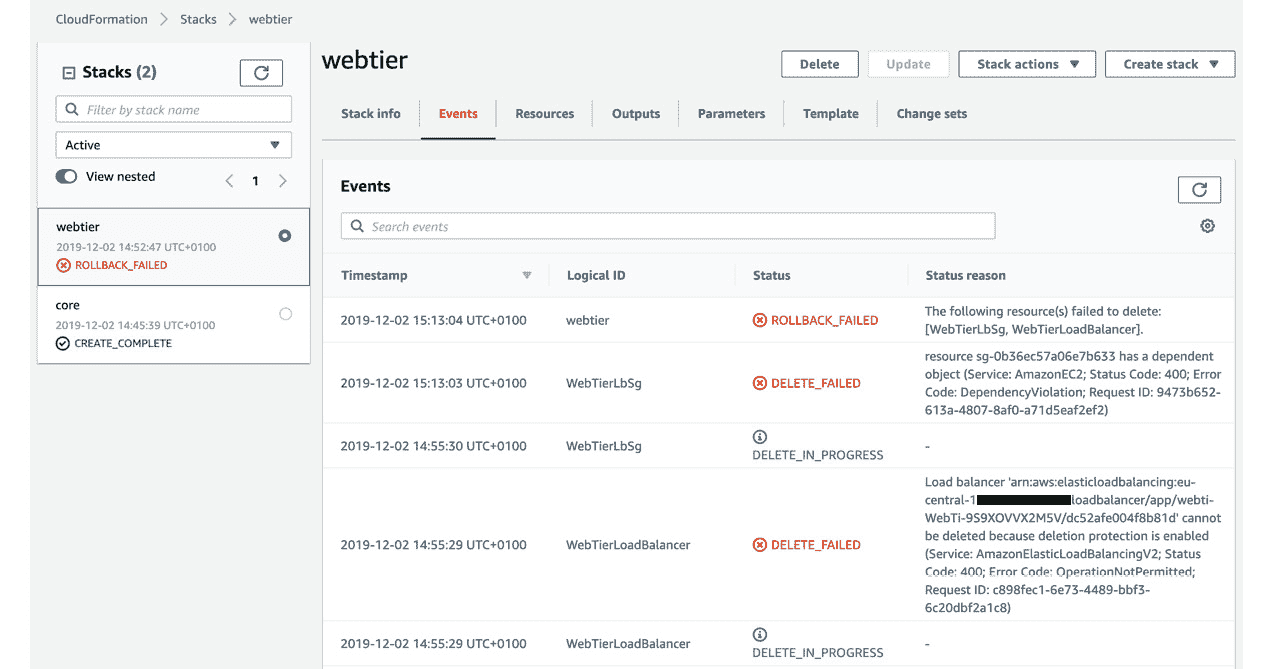 CloudFormation > Stacks > webtier
Stacks (2)
Filter by stack name
Active
View nested
< 1 >
webtier
2019-12-02 14:52:47 UTC+0100
ROLLBACK_FAILED
core
2019-12-02 14:45:39 UTC+0100
CREATE_COMPLETE
webtier
Delete Update Stack actions Create stack
Stack info Events Resources Outputs Parameters Template Change sets
Events
Search events
Timestamp Logical ID Status Status reason
2019-12-02 15:13:04 UTC+0100 webtier ROLLBACK_FAILED
The following resource(s) failed to delete:
[WebTierLbSg, WebTierLoadBalancer].
2019-12-02 15:13:03 UTC+0100 WebTierLbSg DELETE_FAILED
resource sg-0b36ec57a06e7b633 has a dependent
object (Service: AmazonEC2; Status Code: 400; Error
Code: DependencyViolation; Request ID: 9473b652-
613a-4807-8af0-a71d5eaf2ef2)
2019-12-02 14:55:30 UTC+0100 WebTierLbSg
DELETE_IN_PROGRESS
-
2019-12-02 14:55:29 UTC+0100 WebTierLoadBalancer DELETE_FAILED
Load balancer 'arn:aws:elasticloadbalancing:eu-
central-1 loadbalancer/app/webti-
WebTi-9S9XOVVX2M5V/dc52afe004f8b81d' cannot
be deleted because deletion protection is enabled
(Service: AmazonElasticLoadBalancingV2; Status
Code: 400; Error Code: OperationNotPermitted;
Request ID: c898fec1-6e73-4489-bbf3-
6c20dbf2a1c8)
2019-12-02 14:55:29 UTC+0100 WebTierLoadBalancer
DELETE_IN_PROGRESS
-